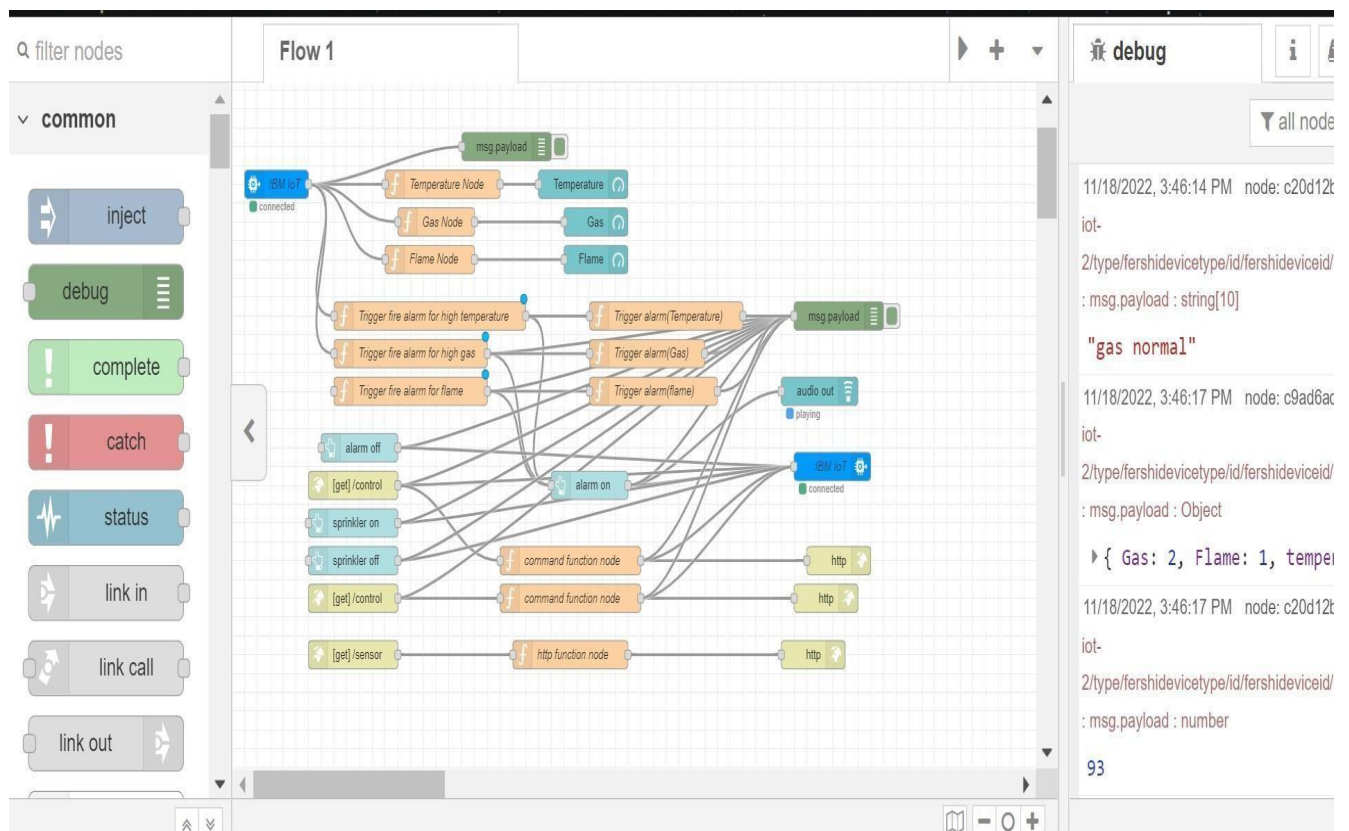 filter nodes
Flow 1
debug
i
common
all node
msg.payload
IBM IoT
connected
Temperature Node
Temperature
Gas Node
Gas
Flame Node
Flame
Trigger fire alarm for high temperature
Trigger alarm(Temperature)
msg.payload
Trigger fire alarm for high gas
Trigger alarm(Gas)
Trigger fire alarm for flame
Trigger alarm(flame)
audio out
playing
alarm off
IBM IoT
connected
[get] /control
alarm on
sprinkler on
sprinkler off
command function node
http
[get] /control
command function node
http
[get] /sensor
http function node
http
inject
debug
complete
catch
status
link in
link call
link out
11/18/2022, 3:46:14 PM node: c20d12b
iot-
2/type/fershidevicetype/id/fershideviceid/
: msg.payload : string[10]
"gas normal"
11/18/2022, 3:46:17 PM node: c9ad6ad
iot-
2/type/fershidevicetype/id/fershideviceid/
: msg.payload : Object
{ Gas: 2, Flame: 1, temper
11/18/2022, 3:46:17 PM node: c20d12b
iot-
2/type/fershidevicetype/id/fershideviceid/
: msg.payload : number
93